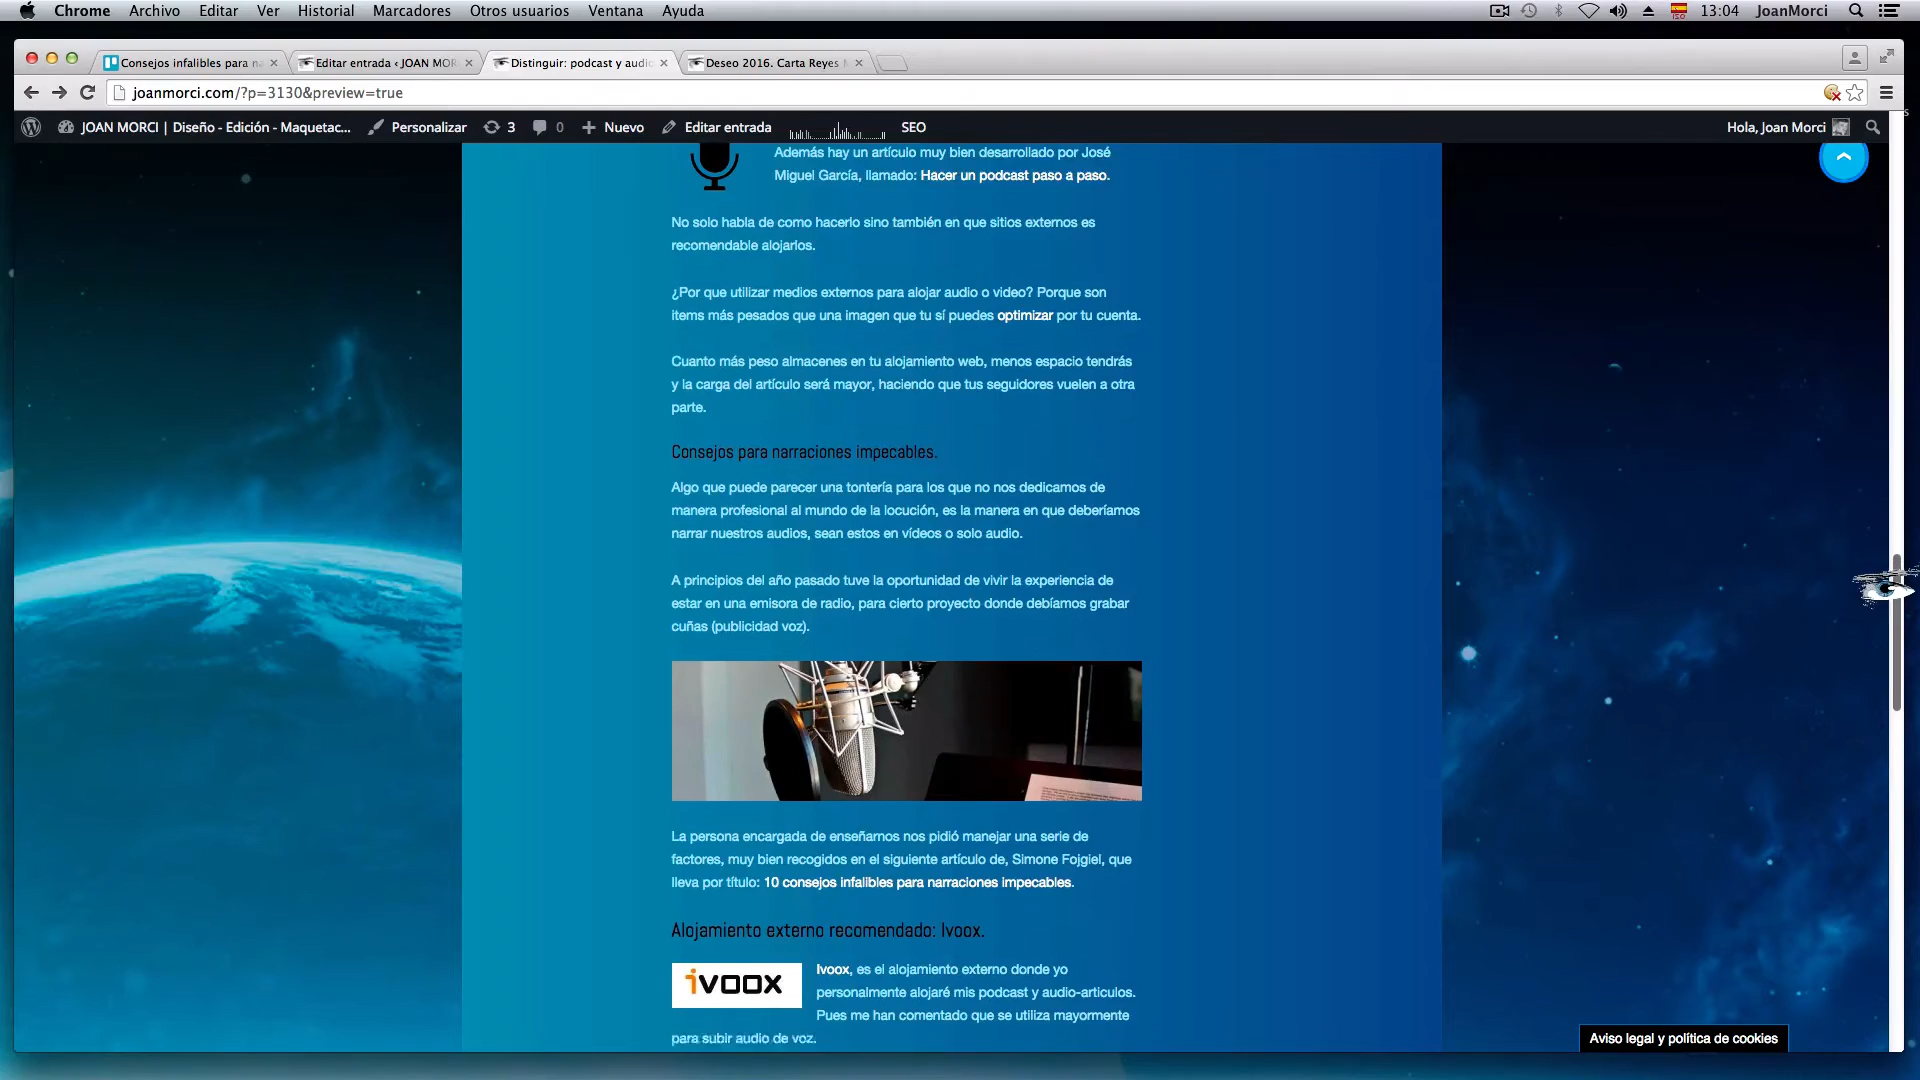 Chrome Archivo Editar Ver Historial Marcadores Otros usuarios Ventana Ayuda 13:04 JoanMorci
Consejos infalibles para na Editar entrada ‹ JOAN MOR Distinguir: podcast y audio Deseo 2016. Carta Reyes
joanmorci.com/?p=3130&preview=true
JOAN MORCI | Diseño - Edición - Maquetac... Personalizar 3 0 Nuevo Editar entrada SEO Hola, Joan Morci
Además hay un artículo muy bien desarrollado por José
Miguel García, llamado: Hacer un podcast paso a paso.
No solo habla de como hacerlo sino también en que sitios externos es
recomendable alojarlos.
¿Por que utilizar medios externos para alojar audio o video? Porque son
items más pesados que una imagen que tu sí puedes optimizar por tu cuenta.
Cuanto más peso almacenes en tu alojamiento web, menos espacio tendrás
y la carga del artículo será mayor, haciendo que tus seguidores vuelen a otra
parte.
Consejos para narraciones impecables.
Algo que puede parecer una tontería para los que no nos dedicamos de
manera profesional al mundo de la locución, es la manera en que deberíamos
narrar nuestros audios, sean estos en vídeos o solo audio.
A principios del año pasado tuve la oportunidad de vivir la experiencia de
estar en una emisora de radio, para cierto proyecto donde debíamos grabar
cuñas (publicidad voz).
La persona encargada de enseñarnos nos pidió manejar una serie de
factores, muy bien recogidos en el siguiente artículo de, Simone Fojgiel, que
lleva por título: 10 consejos infalibles para narraciones impecables.
Alojamiento externo recomendado: Ivoox.
ivoox
Ivoox, es el alojamiento externo donde yo
personalmente alojaré mis podcast y audio-articulos.
Pues me han comentado que se utiliza mayormente
para subir audio de voz.
Aviso legal y política de cookies